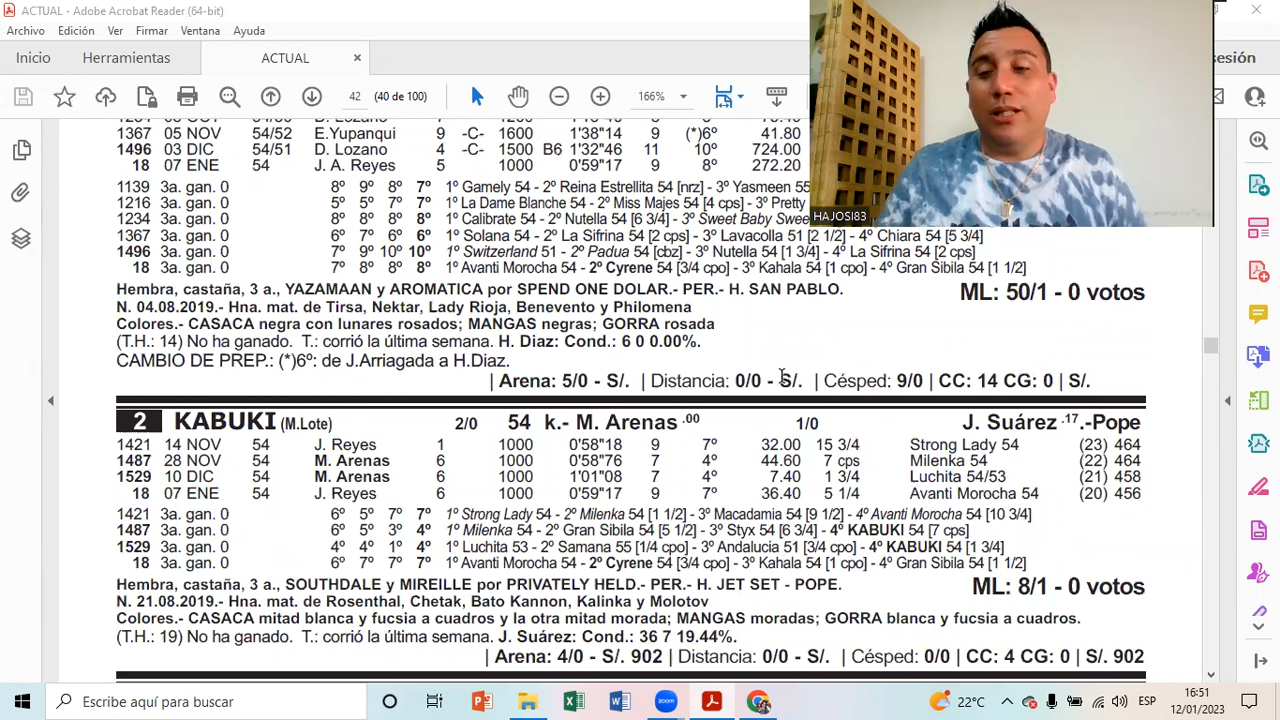 ACTUAL - Adobe Acrobat Reader (64-bit)
Archivo Edición Ver Firmar Ventana Ayuda
Inicio Herramientas ACTUAL × sesión
42 (40 de 100) 166%
1367 05 NOV 54/52 E.Yupanqui 9 -C- 1600 1'38"14 9 (*)6º 41.80
1496 03 DIC 54/51 D. Lozano 4 -C- 1500 B6 1'32"46 11 10º 724.00
18 07 ENE 54 J. A. Reyes 5 1000 0'59"17 9 8º 272.20
1139 3a. gan. 0 8º 9º 8º 7º 1º Gamely 54 - 2º Reina Estrellita 54 [nrz] - 3º Yasmeen 55
1216 3a. gan. 0 5º 5º 7º 7º 1º La Dame Blanche 54 - 2º Miss Majes 54 [4 cps] - 3º Pretty
1234 3a. gan. 0 8º 8º 8º 8º 1º Calibrate 54 - 2º Nutella 54 [6 3/4] - 3º Sweet Baby Swee
1367 3a. gan. 0 6º 7º 6º 6º 1º Solana 54 - 2º La Sifrina 54 [2 cps] - 3º Lavacolla 51 [2 1/2] - 4º Chiara 54 [5 3/4]
1496 3a. gan. 0 7º 9º 10º 10º 1º Switzerland 51 - 2º Padua 54 [cbz] - 3º Nutella 54 [1 3/4] - 4º La Sifrina 54 [2 cps]
18 3a. gan. 0 7º 8º 8º 8º 1º Avanti Morocha 54 - 2º Cyrene 54 [3/4 cpo] - 3º Kahala 54 [1 cpo] - 4º Gran Sibila 54 [1 1/2]
Hembra, castaña, 3 a., YAZAMAAN y AROMATICA por SPEND ONE DOLAR.- PER.- H. SAN PABLO. ML: 50/1 - 0 votos
N. 04.08.2019.- Hna. mat. de Tirsa, Nektar, Lady Rioja, Benevento y Philomena
Colores.- CASACA negra con lunares rosados; MANGAS negras; GORRA rosada
(T.H.: 14) No ha ganado. T.: corrió la última semana. H. Diaz: Cond.: 6 0 0.00%.
CAMBIO DE PREP.: (*)6º: de J.Arriagada a H.Diaz.
| Arena: 5/0 - S/. | Distancia: 0/0 - S/. | Césped: 9/0 | CC: 14 CG: 0 | S/.
2 KABUKI (M.Lote) 2/0 54 k.- M. Arenas .00 1/0 J. Suárez .17.-Pope
1421 14 NOV 54 J. Reyes 1 1000 0'58"18 9 7º 32.00 15 3/4 Strong Lady 54 (23) 464
1487 28 NOV 54 M. Arenas 6 1000 0'58"76 7 4º 44.60 7 cps Milenka 54 (22) 464
1529 10 DIC 54 M. Arenas 6 1000 1'01"08 7 4º 7.40 1 3/4 Luchita 54/53 (21) 458
18 07 ENE 54 J. Reyes 6 1000 0'59"17 9 7º 36.40 5 1/4 Avanti Morocha 54 (20) 456
1421 3a. gan. 0 6º 5º 7º 7º 1º Strong Lady 54 - 2º Milenka 54 [1 1/2] - 3º Macadamia 54 [9 1/2] - 4º Avanti Morocha 54 [10 3/4]
1487 3a. gan. 0 6º 5º 3º 4º 1º Milenka 54 - 2º Gran Sibila 54 [5 1/2] - 3º Styx 54 [6 3/4] - 4º KABUKI 54 [7 cps]
1529 3a. gan. 0 4º 4º 1º 4º 1º Luchita 53 - 2º Samana 55 [1/4 cpo] - 3º Andalucia 51 [3/4 cpo] - 4º KABUKI 54 [1 3/4]
18 3a. gan. 0 6º 7º 7º 7º 1º Avanti Morocha 54 - 2º Cyrene 54 [3/4 cpo] - 3º Kahala 54 [1 cpo] - 4º Gran Sibila 54 [1 1/2]
Hembra, castaña, 3 a., SOUTHDALE y MIREILLE por PRIVATELY HELD.- PER.- H. JET SET - POPE. ML: 8/1 - 0 votos
N. 21.08.2019.- Hna. mat. de Rosenthal, Chetak, Bato Kannon, Kalinka y Molotov
Colores.- CASACA mitad blanca y fucsia a cuadros y la otra mitad morada; MANGAS moradas; GORRA blanca y fucsia a cuadros.
(T.H.: 19) No ha ganado. T.: corrió la última semana. J. Suárez: Cond.: 36 7 19.44%.
| Arena: 4/0 - S/. 902 | Distancia: 0/0 - S/. | Césped: 0/0 | CC: 4 CG: 0 | S/. 902
HAJOSI83
Escribe aquí para buscar
zoom
22°C ESP 16:51
12/01/2023